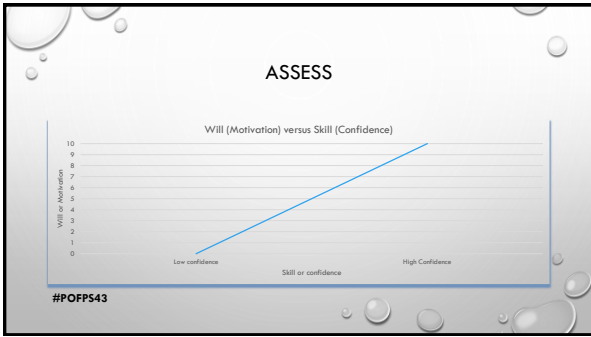 ASSESS
Will (Motivation) versus Skill (Confidence)
10
9
8
7
6
5
4
3
2
1
0
Will or Motivation
Low confidence
High Confidence
Skill or confidence
#POFPS43